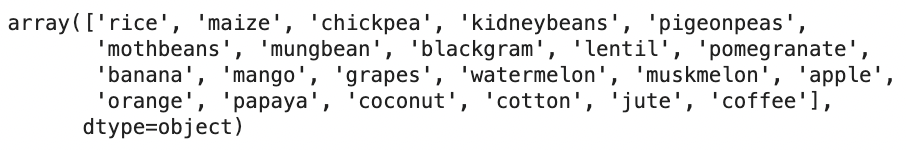 array(['rice', 'maize', 'chickpea', 'kidneybeans', 'pigeonpeas',
'mothbeans', 'mungbean', 'blackgram', 'lentil', 'pomegranate',
'banana', 'mango', 'grapes', 'watermelon', 'muskmelon', 'apple',
'orange', 'papaya', 'coconut', 'cotton', 'jute', 'coffee'],
dtype=object)